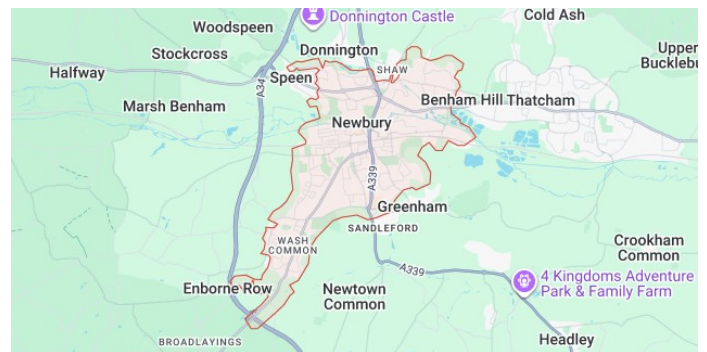 Donnington Castle
Cold Ash
Woodspeen
Donnington
Stockcross
Upper
Bucklebu
Halfway
SHAW
Speen
A34
Marsh Benham
Benham Hill Thatcham
Newbury
A339
Greenham
SANDLEFORD
WASH
COMMON
Crookham
Common
A339
4 Kingdoms Adventure
Park & Family Farm
Enborne Row
Newtown
Common
BROADLAYINGS
Headley